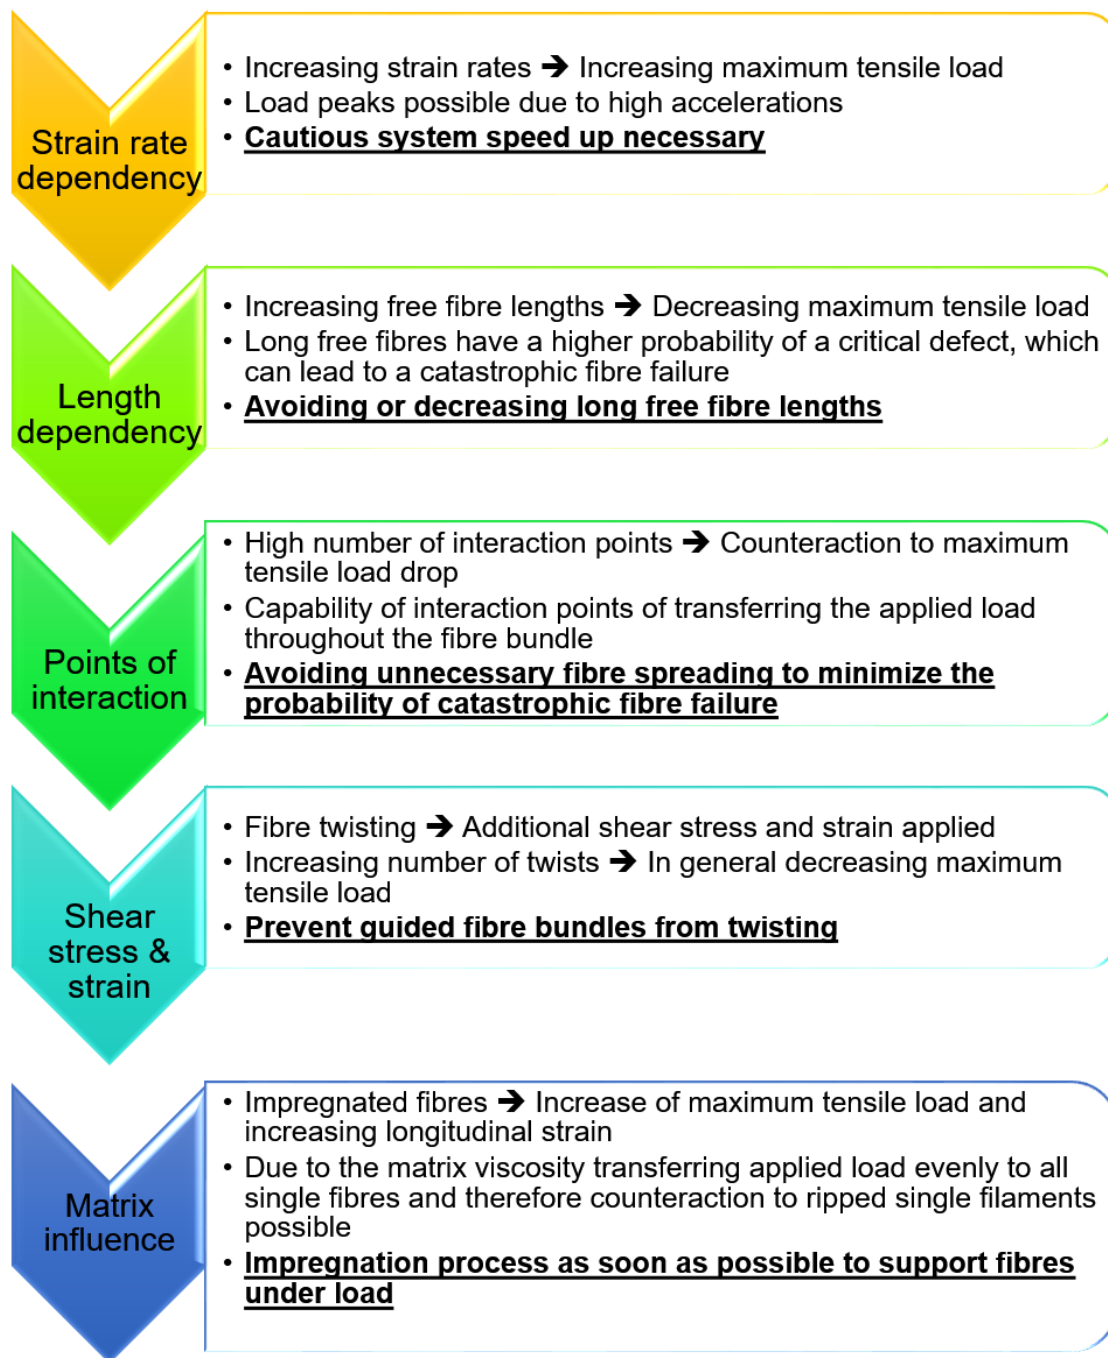 Strain rate
dependency
• Increasing strain rates ➔ Increasing maximum tensile load
• Load peaks possible due to high accelerations
• Cautious system speed up necessary
Length
dependency
• Increasing free fibre lengths ➔ Decreasing maximum tensile load
• Long free fibres have a higher probability of a critical defect, which
can lead to a catastrophic fibre failure
• Avoiding or decreasing long free fibre lengths
Points of
interaction
• High number of interaction points ➔ Counteraction to maximum
tensile load drop
• Capability of interaction points of transferring the applied load
throughout the fibre bundle
• Avoiding unnecessary fibre spreading to minimize the
probability of catastrophic fibre failure
Shear
stress &
strain
• Fibre twisting ➔ Additional shear stress and strain applied
• Increasing number of twists ➔ In general decreasing maximum
tensile load
• Prevent guided fibre bundles from twisting
Matrix
influence
• Impregnated fibres ➔ Increase of maximum tensile load and
increasing longitudinal strain
• Due to the matrix viscosity transferring applied load evenly to all
single fibres and therefore counteraction to ripped single filaments
possible
• Impregnation process as soon as possible to support fibres
under load